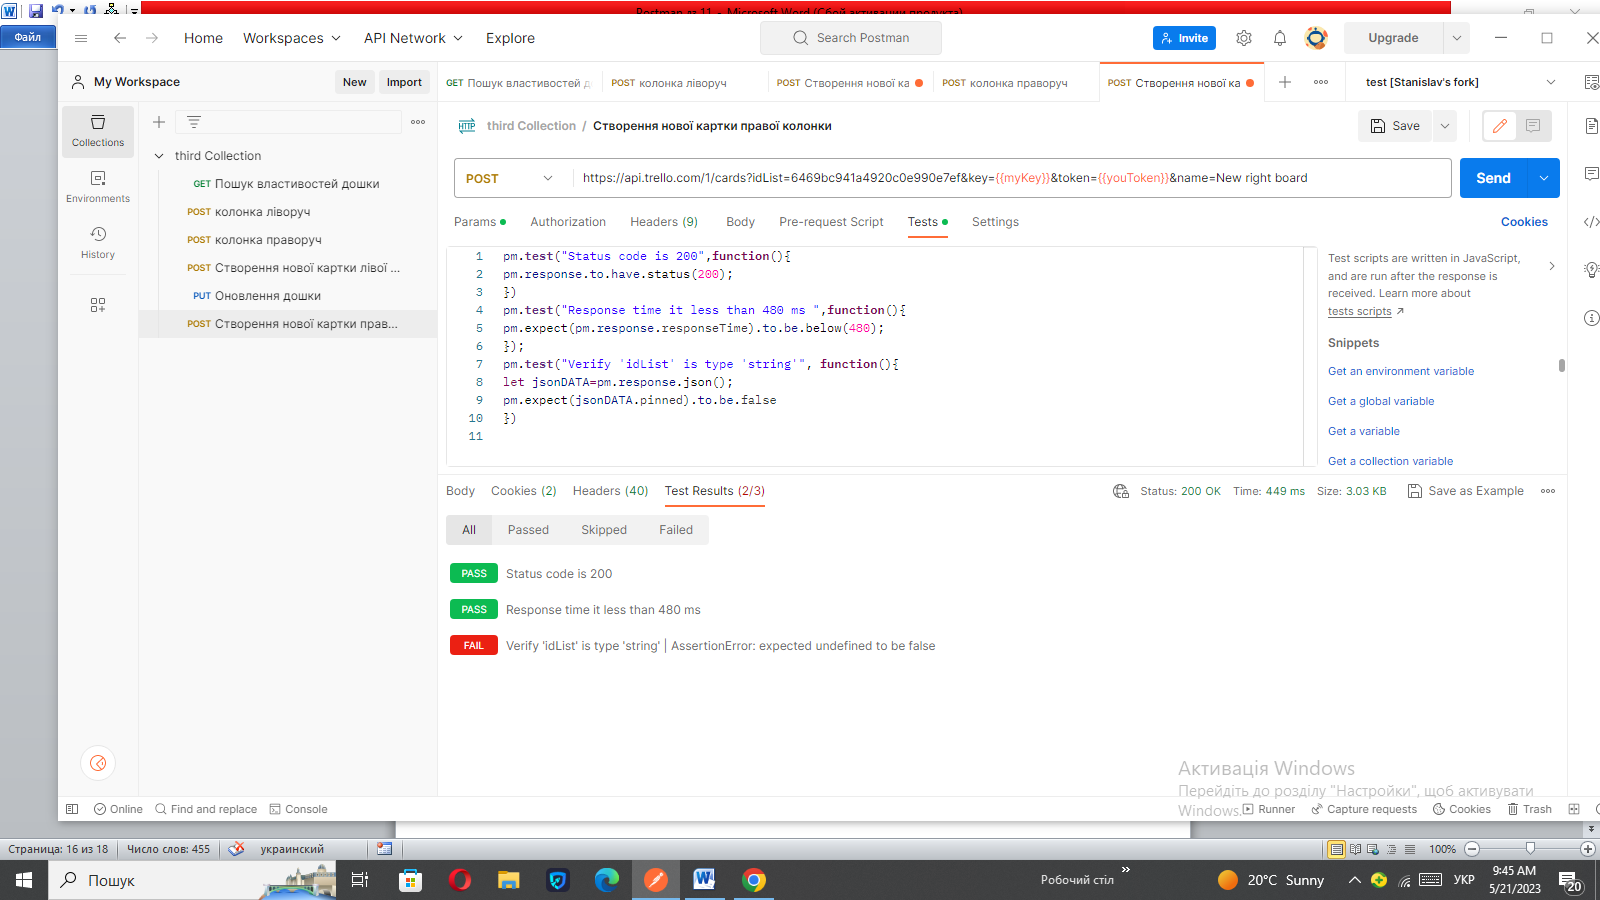 Postman дз 11 - Microsoft Word (Сбой активации продукта)
Файл
Home
Workspaces
API Network
Explore
Search Postman
Invite
Upgrade
My Workspace
New
Import
GET Пошук властивостей д
POST колонка ліворуч
POST Створення нової ка
POST колонка праворуч
POST Створення нової ка
test [Stanislav's fork]
Collections
Environments
History
third Collection
GET Пошук властивостей дошки
POST колонка ліворуч
POST колонка праворуч
POST Створення нової картки лівої ...
PUT Оновлення дошки
POST Створення нової картки прав...
HTTP
third Collection / Створення нової картки правої колонки
Save
POST
https://api.trello.com/1/cards?idList=6469bc941a4920c0e990e7ef&key={{myKey}}&token={{youToken}}&name=New right board
Send
Params
Authorization
Headers (9)
Body
Pre-request Script
Tests
Settings
Cookies
1 pm.test("Status code is 200",function(){
2 pm.response.to.have.status(200);
3 })
4 pm.test("Response time it less than 480 ms ",function(){
5 pm.expect(pm.response.responseTime).to.be.below(480);
6 });
7 pm.test("Verify 'idList' is type 'string'", function(){
8 let jsonDATA=pm.response.json();
9 pm.expect(jsonDATA.pinned).to.be.false
10 })
11
Test scripts are written in JavaScript,
and are run after the response is
received. Learn more about
tests scripts
Snippets
Get an environment variable
Get a global variable
Get a variable
Get a collection variable
Body
Cookies (2)
Headers (40)
Test Results (2/3)
Status: 200 OK
Time: 449 ms
Size: 3.03 KB
Save as Example
All
Passed
Skipped
Failed
PASS Status code is 200
PASS Response time it less than 480 ms
FAIL Verify 'idList' is type 'string' | AssertionError: expected undefined to be false
Активація Windows
Перейдіть до розділу "Настройки", щоб активувати
Windows.
Online
Find and replace
Console
Runner
Capture requests
Cookies
Trash
Страница: 16 из 18
Число слов: 455
украинский
100%
Пошук
Робочий стіл
20°C Sunny
УКР
9:45 AM
5/21/2023
20